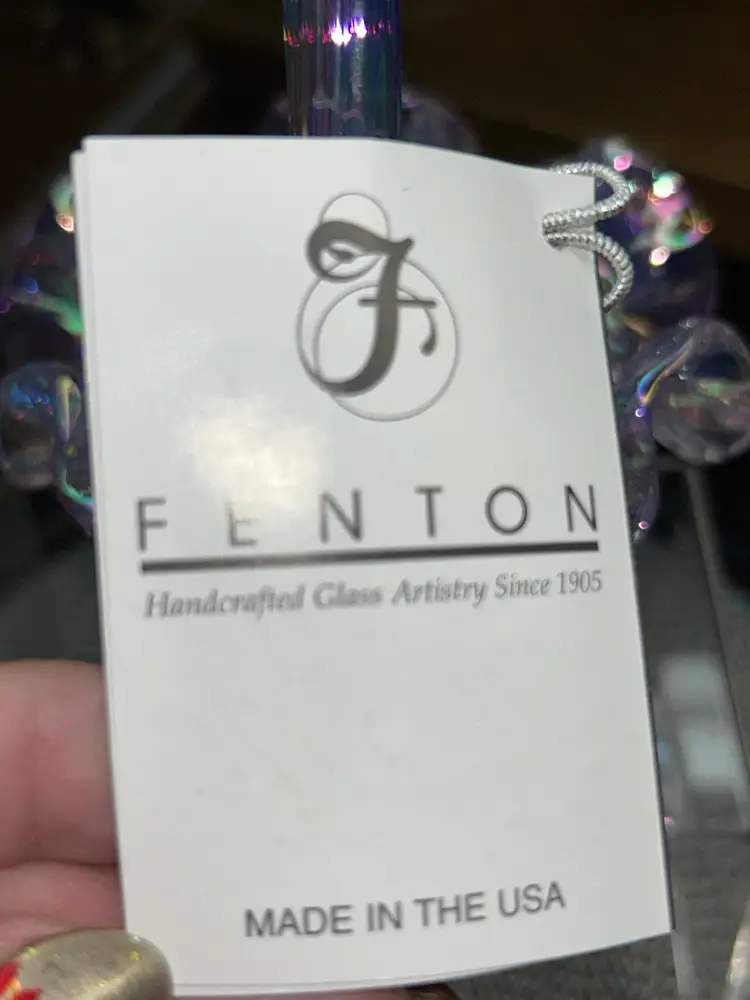 F
FENTON
Handcrafted Glass Artistry Since 1905
MADE IN THE USA